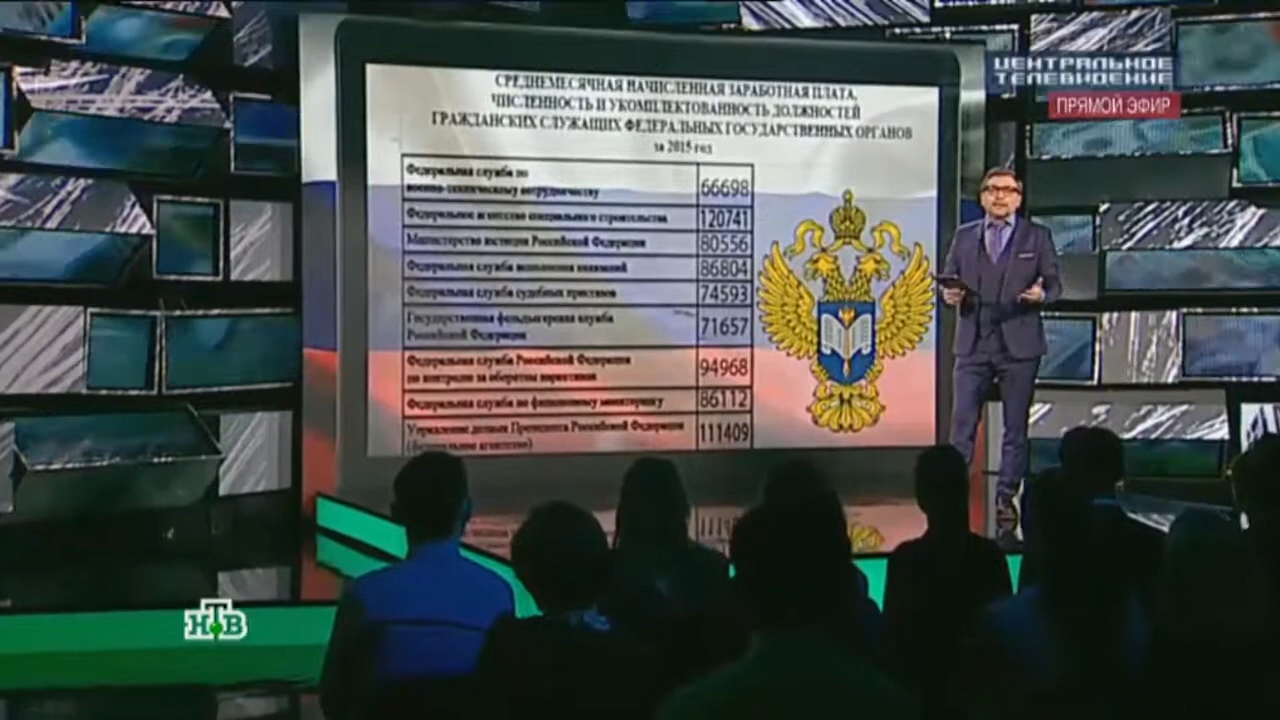 ЦЕНТРАЛЬНОЕ
ТЕЛЕВИДЕНИЕ
ПРЯМОЙ ЭФИР
СРЕДНЕМЕСЯЧНАЯ НАЧИСЛЕННАЯ ЗАРАБОТНАЯ ПЛАТА,
ЧИСЛЕННОСТЬ И УКОМПЛЕКТОВАННОСТЬ ДОЛЖНОСТЕЙ
ГРАЖДАНСКИХ СЛУЖАЩИХ ФЕДЕРАЛЬНЫХ ГОСУДАРСТВЕННЫХ ОРГАНОВ
за 2015 год
Федеральная служба по
военно-техническому сотрудничеству 66698
Федеральное агентство специального строительства 120741
Министерство юстиции Российской Федерации 80556
Федеральная служба исполнения наказаний 86804
Федеральная служба судебных приставов 74593
Государственная фельдъегерская служба
Российской Федерации 71657
Федеральная служба Российской Федерации
по контролю за оборотом наркотиков 94968
Федеральная служба по финансовому мониторингу 86112
Управление делами Президента Российской Федерации
(федеральное агентство) 111409
НТВ